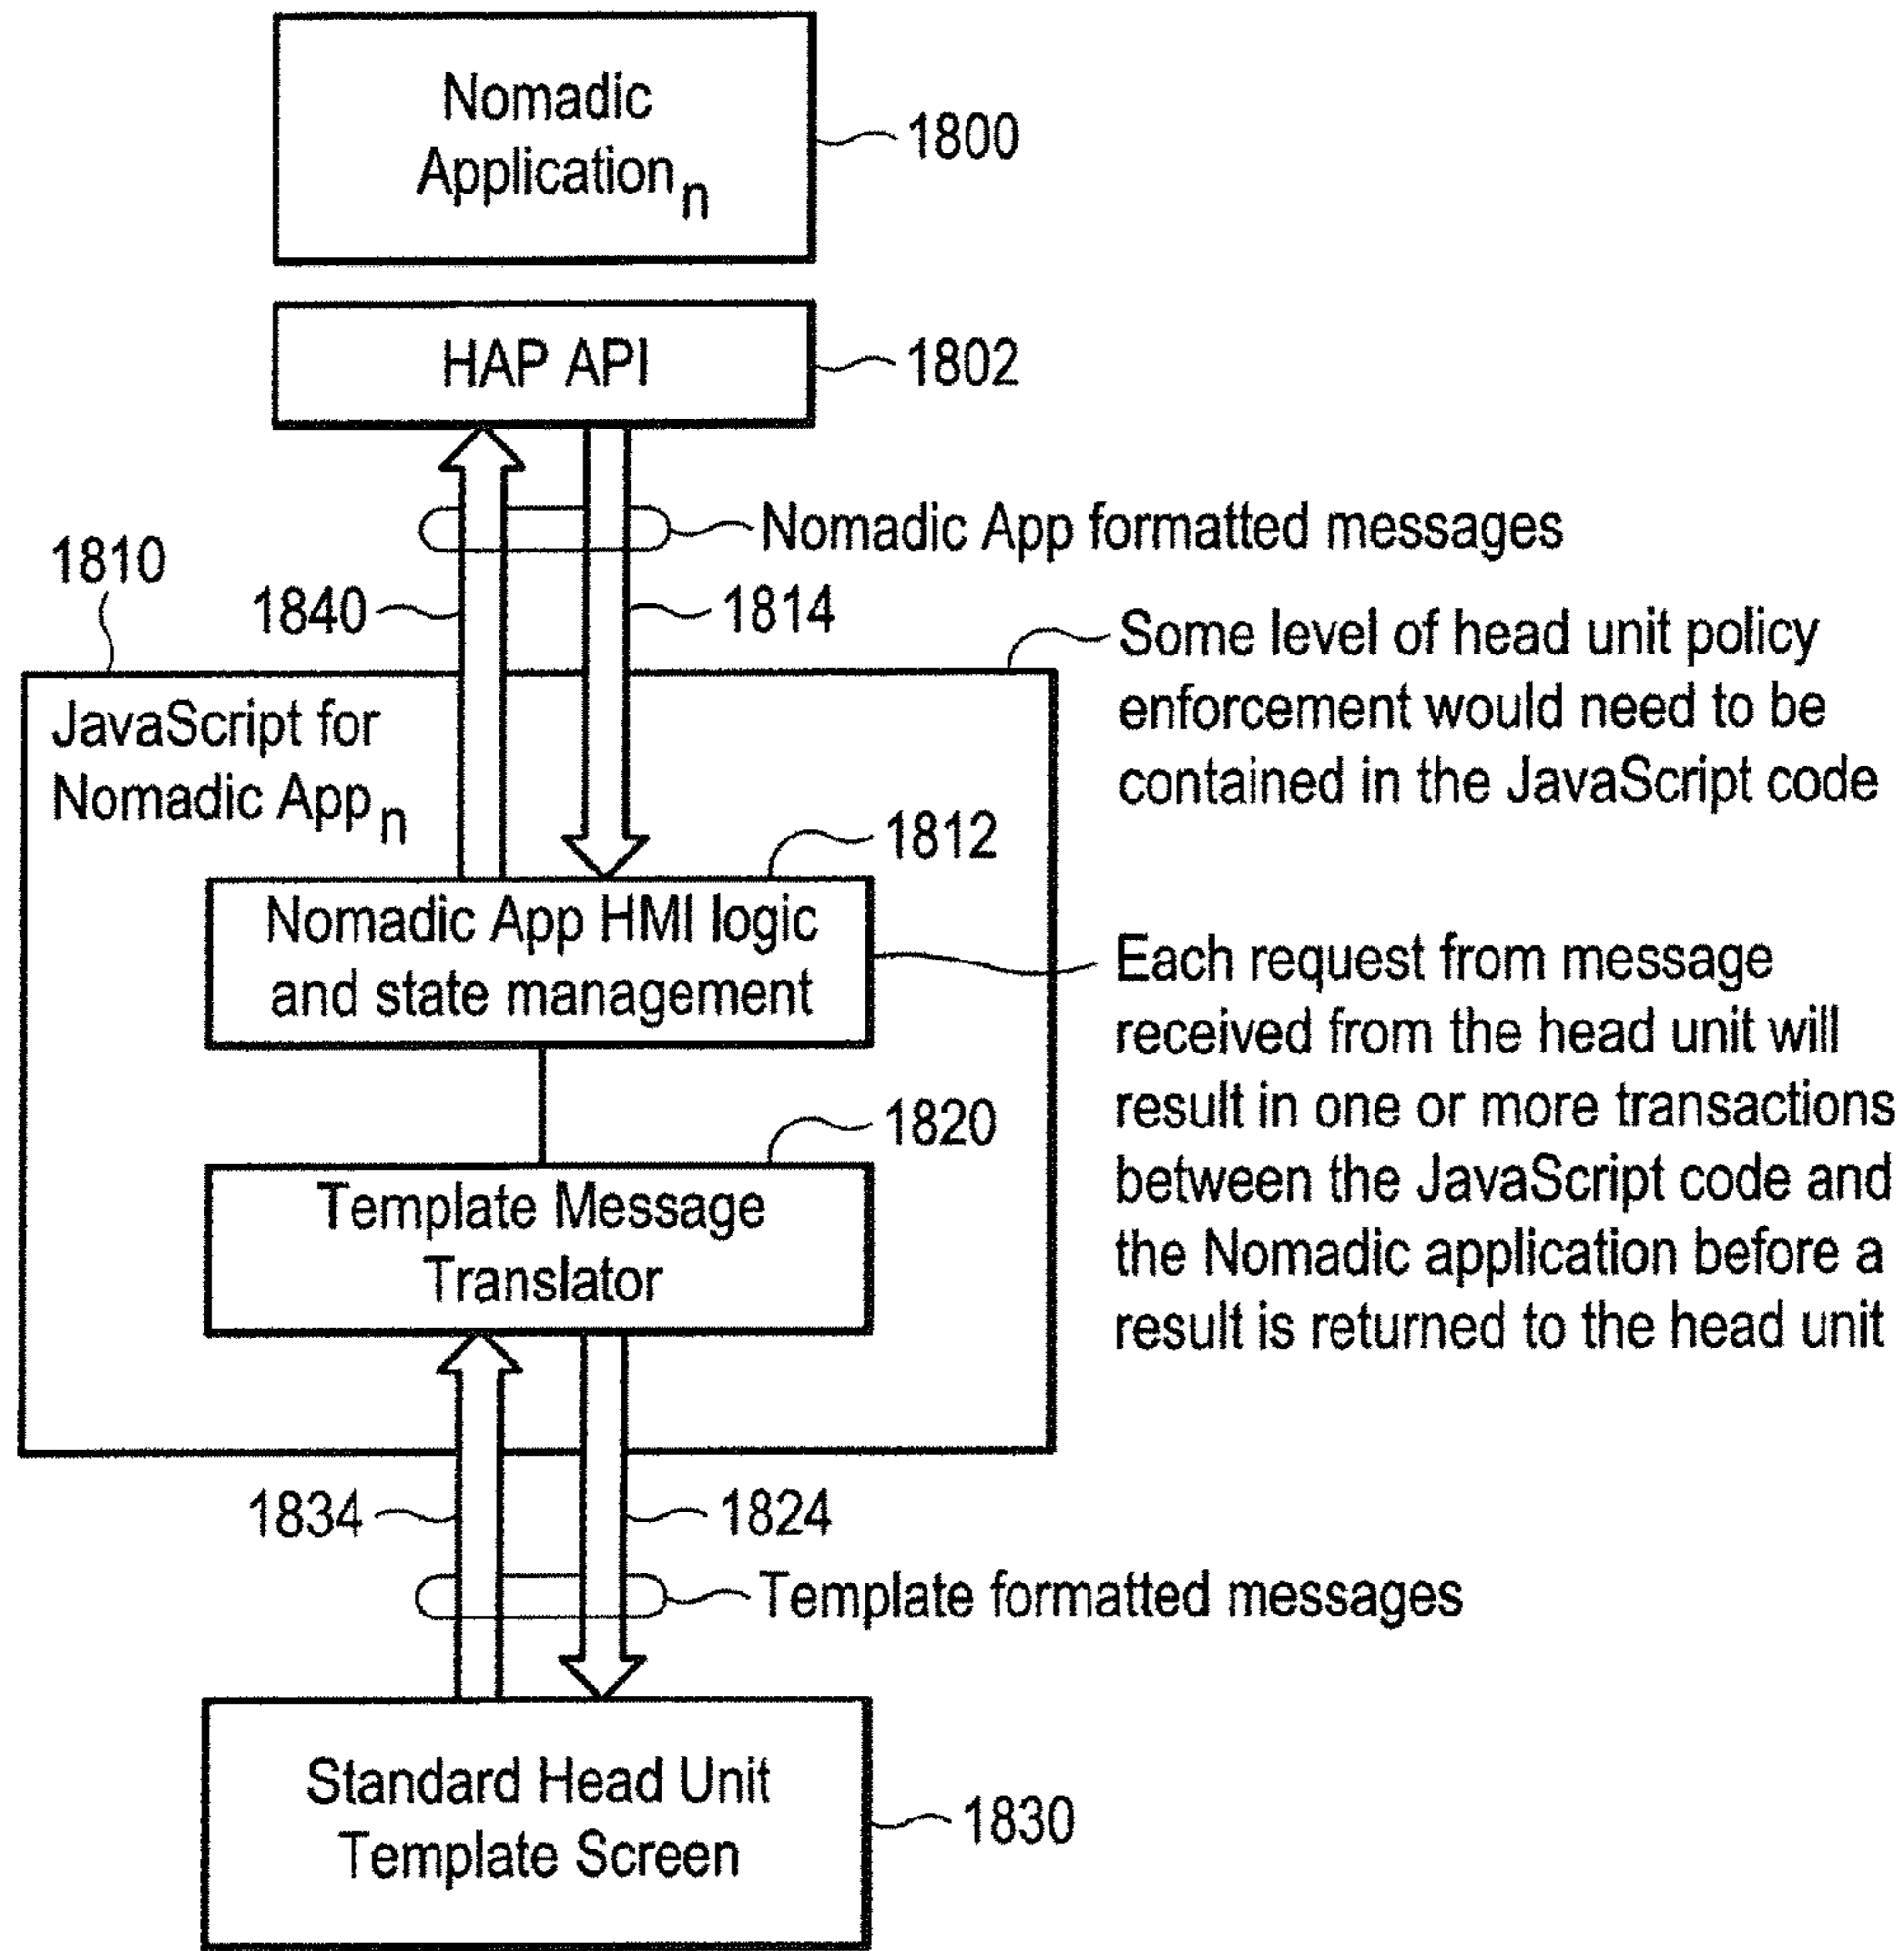 Nomadic
Application n
1800
HAP API
1802
Nomadic App formatted messages
1810
1840
1814
Some level of head unit policy
enforcement would need to be
contained in the JavaScript code
JavaScript for
Nomadic App n
1812
Nomadic App HMI logic
and state management
Each request from message
received from the head unit will
result in one or more transactions
between the JavaScript code and
the Nomadic application before a
result is returned to the head unit
1820
Template Message
Translator
1834
1824
Template formatted messages
Standard Head Unit
Template Screen
1830